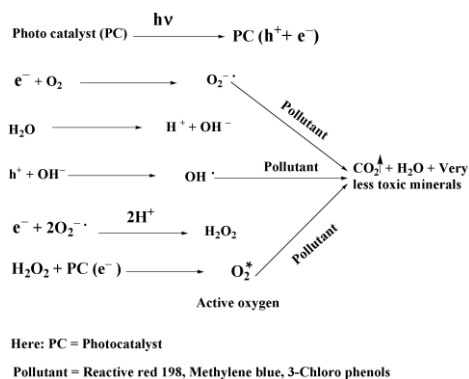 hν
Photo catalyst (PC) PC (h⁺+ e⁻)
e⁻ + O₂ O₂⁻·
Pollutant
H₂O H⁺ + OH⁻
h⁺ + OH⁻ OH· Pollutant CO₂↑ + H₂O + Very
less toxic minerals
2H⁺
e⁻ + 2O₂⁻· H₂O₂
Pollutant
H₂O₂ + PC (e⁻) O₂*
Active oxygen
Here: PC = Photocatalyst
Pollutant = Reactive red 198, Methylene blue, 3-Chloro phenols